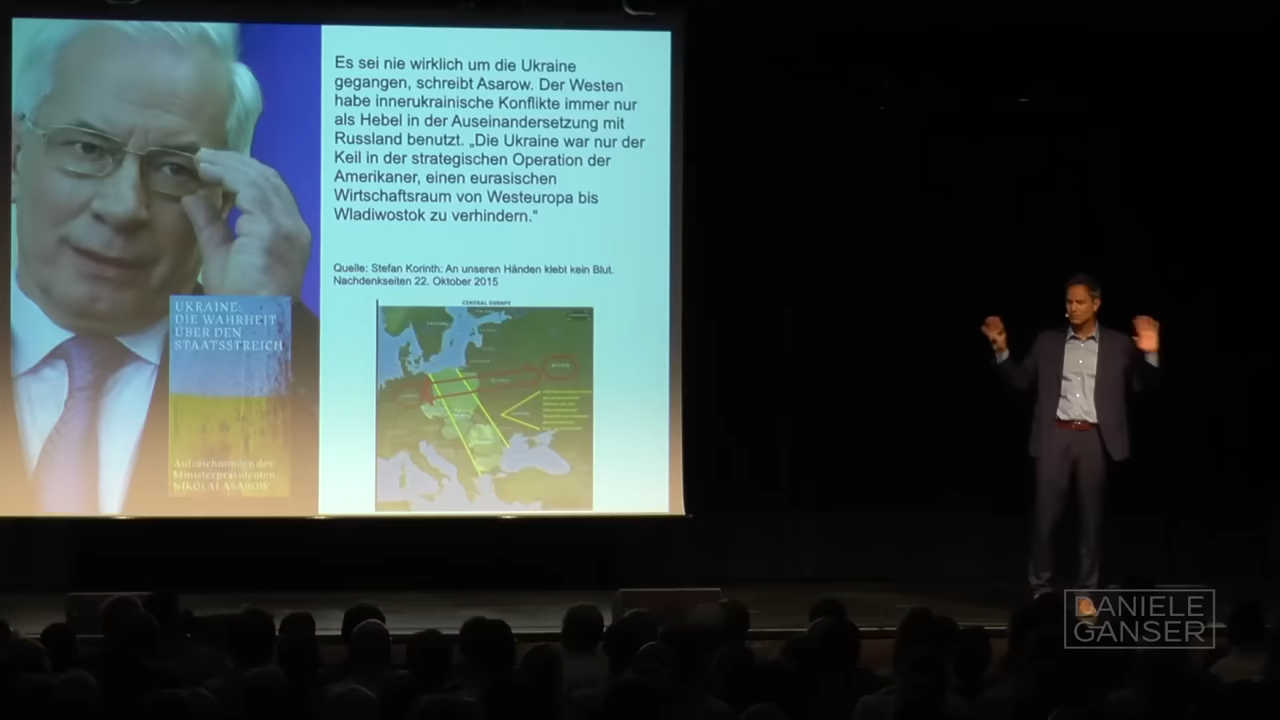 Es sei nie wirklich um die Ukraine
gegangen, schreibt Asarow. Der Westen
habe innerukrainische Konflikte immer nur
als Hebel in der Auseinandersetzung mit
Russland benutzt. „Die Ukraine war nur der
Keil in der strategischen Operation der
Amerikaner, einen eurasischen
Wirtschaftsraum von Westeuropa bis
Wladiwostok zu verhindern.“
Quelle: Stefan Korinth: An unseren Händen klebt kein Blut.
Nachdenkseiten 22. Oktober 2015
UKRAINE:
DIE WAHRHEIT
ÜBER DEN
STAATSSTREICH
Aufzeichnungen des
Ministerpräsidenten
NIKOLAI ASAROW
CENTRAL EUROPE
DANIELE
GANSER